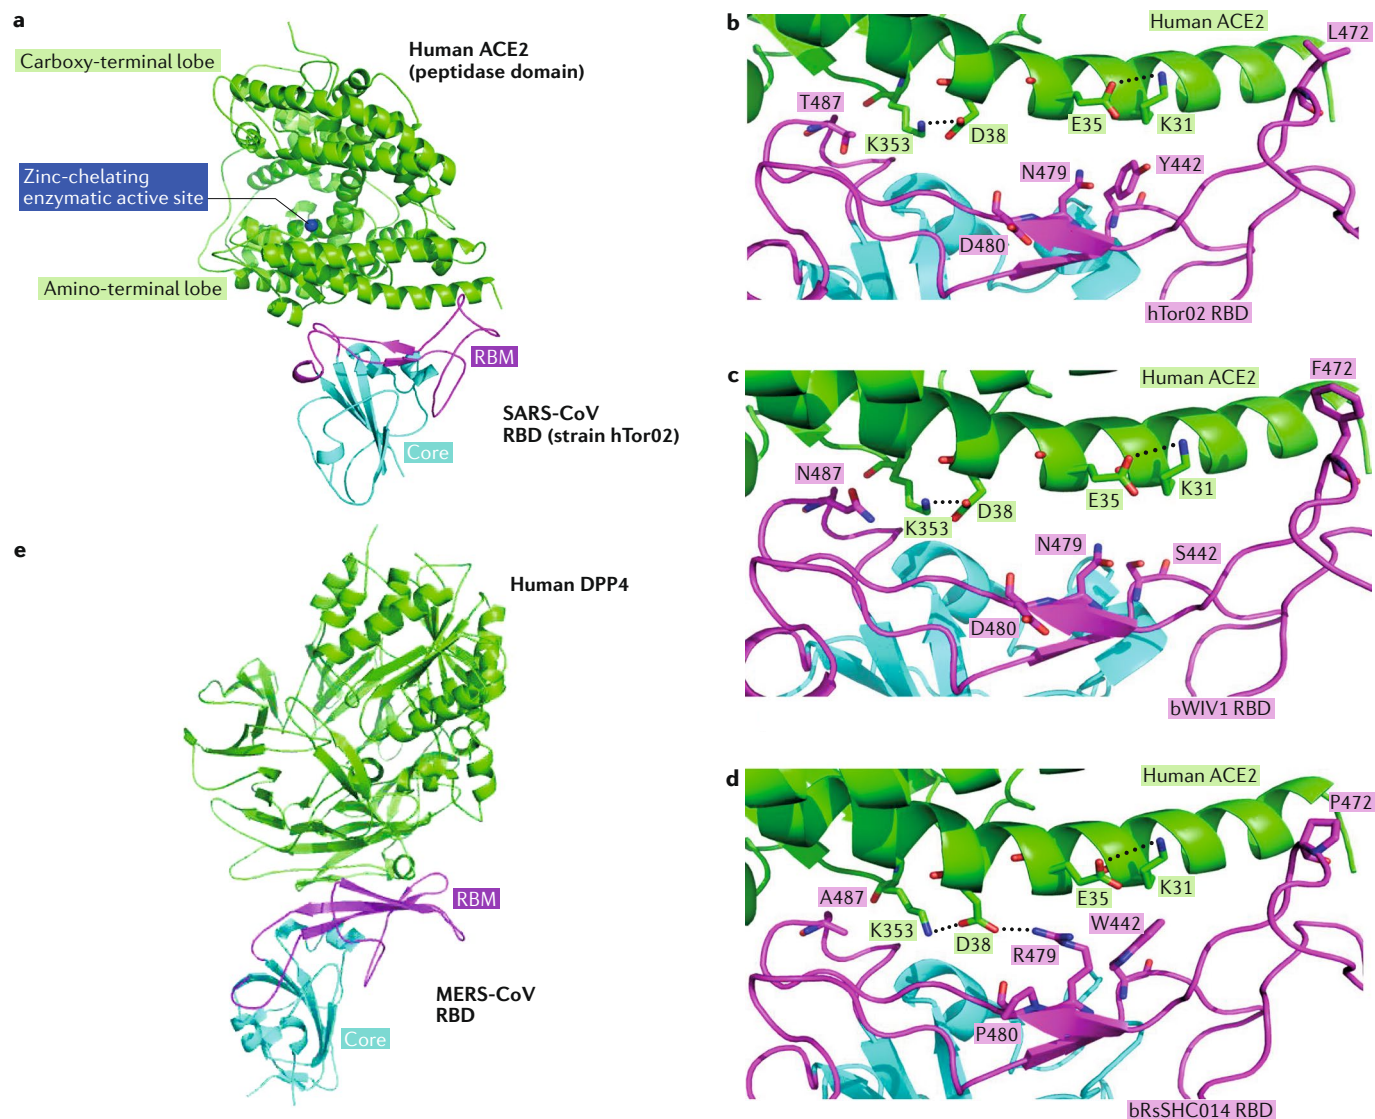 a
Carboxy-terminal lobe
Human ACE2
(peptidase domain)
Zinc-chelating
enzymatic active site
Amino-terminal lobe
RBM
SARS-CoV
RBD (strain hTor02)
Core
b
Human ACE2
L472
T487
K353
D38
E35
K31
N479
Y442
D480
hTor02 RBD
c
Human ACE2
F472
N487
K353
D38
E35
K31
N479
S442
D480
bWIV1 RBD
d
Human ACE2
P472
A487
K353
D38
E35
K31
R479
W442
P480
bRsSHC014 RBD
e
Human DPP4
RBM
MERS-CoV
RBD
Core